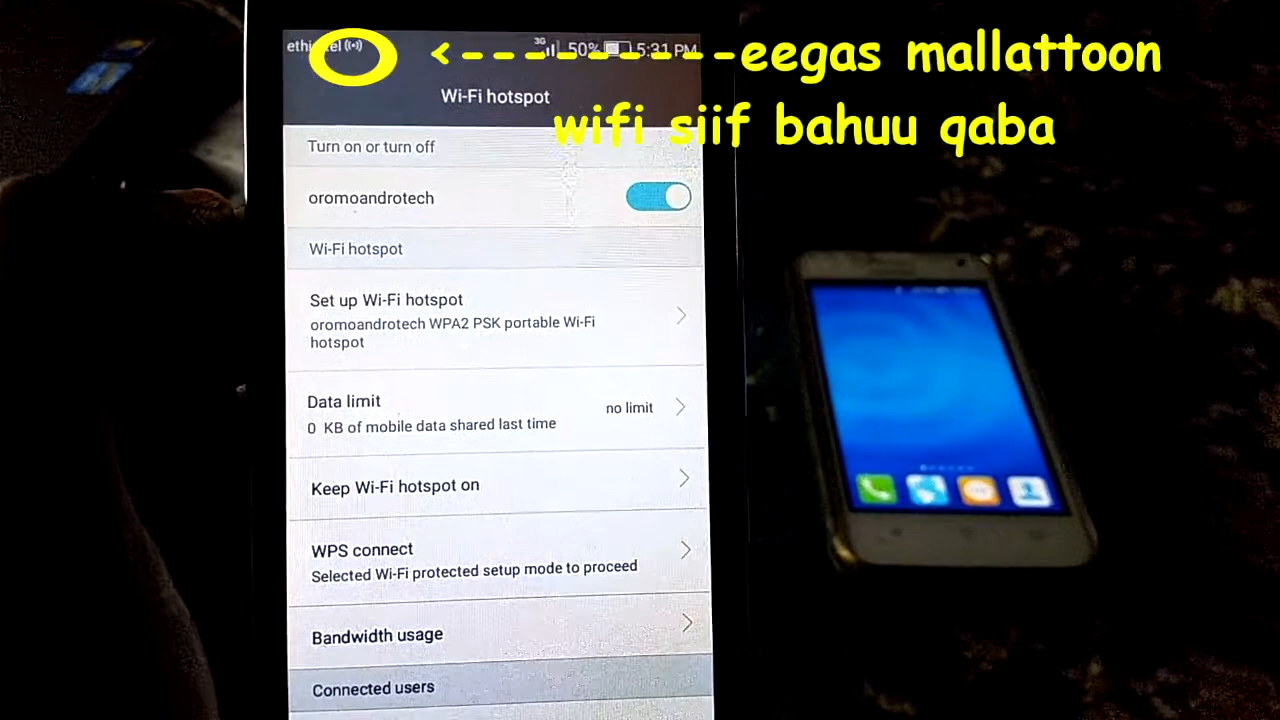 3G 50% 5:31 PM
<----------eegas mallattoon
wifi siif bahuu qaba
Wi-Fi hotspot
Turn on or turn off
oromoandrotech
Wi-Fi hotspot
Set up Wi-Fi hotspot
oromoandrotech WPA2 PSK portable Wi-Fi
hotspot
Data limit
no limit
0 KB of mobile data shared last time
Keep Wi-Fi hotspot on
WPS connect
Selected Wi-Fi protected setup mode to proceed
Bandwidth usage
Connected users